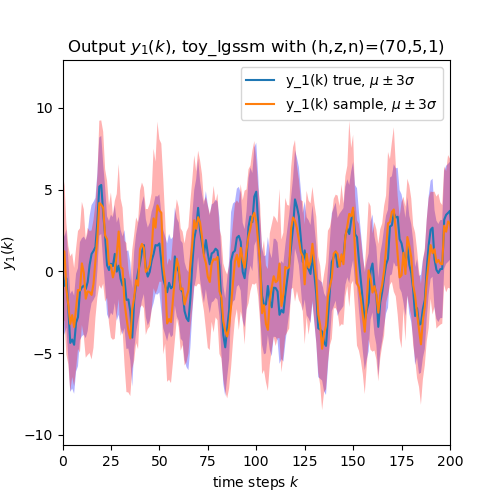 Output y₁(k), toy_lgssm with (h,z,n)=(70,5,1)
y_1(k) true, μ ± 3σ
y_1(k) sample, μ ± 3σ
y₁(k)
10
5
0
−5
−10
0 25 50 75 100 125 150 175 200
time steps k